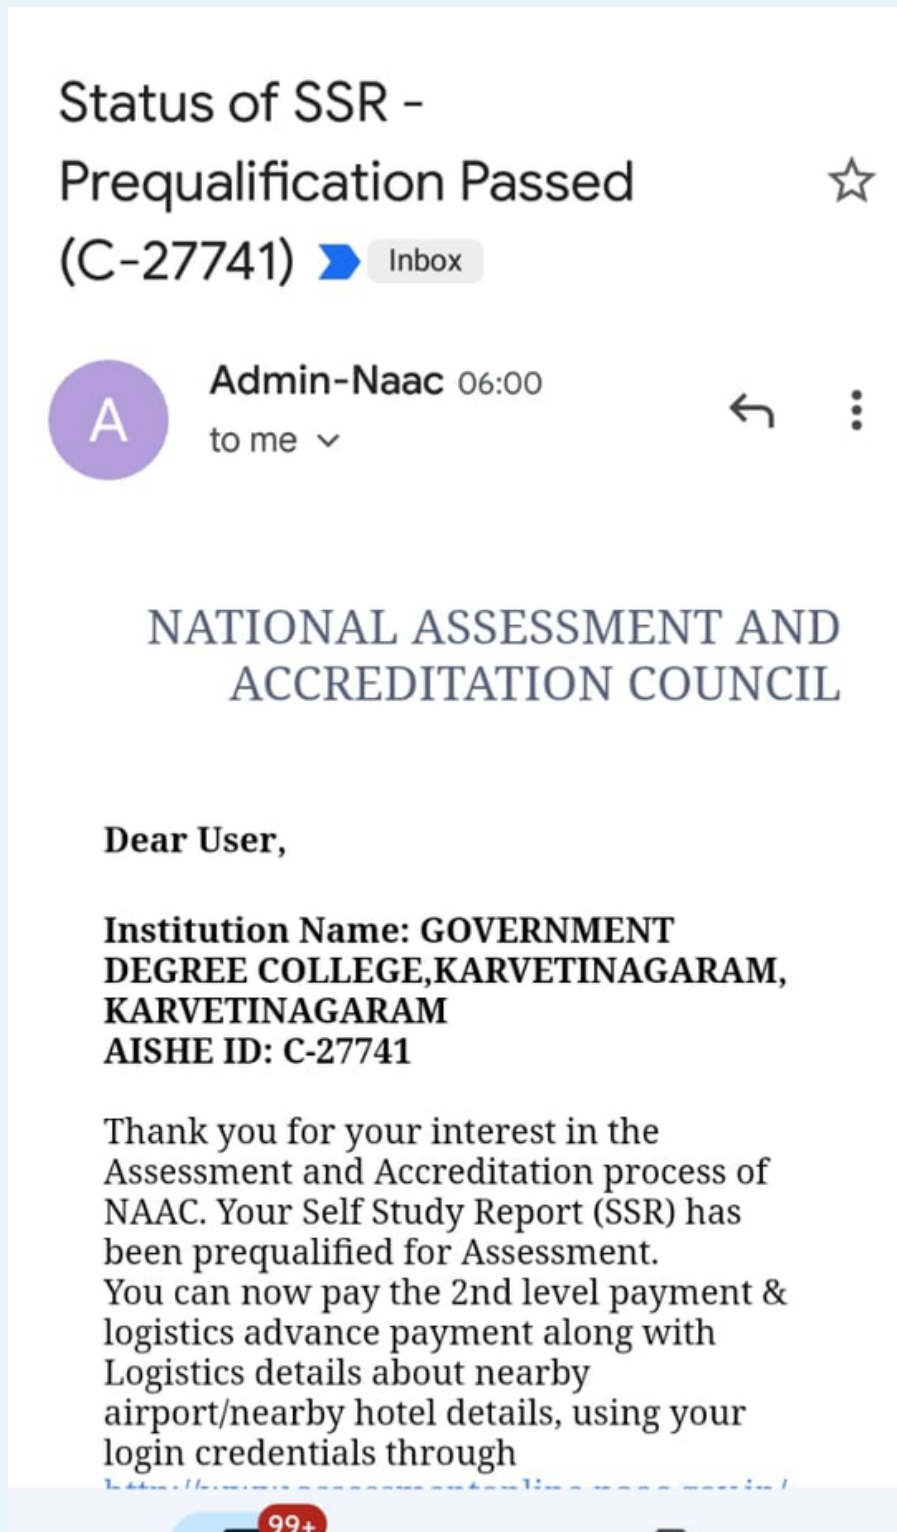 Status of SSR -
Prequalification Passed
(C-27741) Inbox
A
Admin-Naac 06:00
to me
NATIONAL ASSESSMENT AND
ACCREDITATION COUNCIL
Dear User,
Institution Name: GOVERNMENT
DEGREE COLLEGE,KARVETINAGARAM,
KARVETINAGARAM
AISHE ID: C-27741
Thank you for your interest in the
Assessment and Accreditation process of
NAAC. Your Self Study Report (SSR) has
been prequalified for Assessment.
You can now pay the 2nd level payment &
logistics advance payment along with
Logistics details about nearby
airport/nearby hotel details, using your
login credentials through
99+